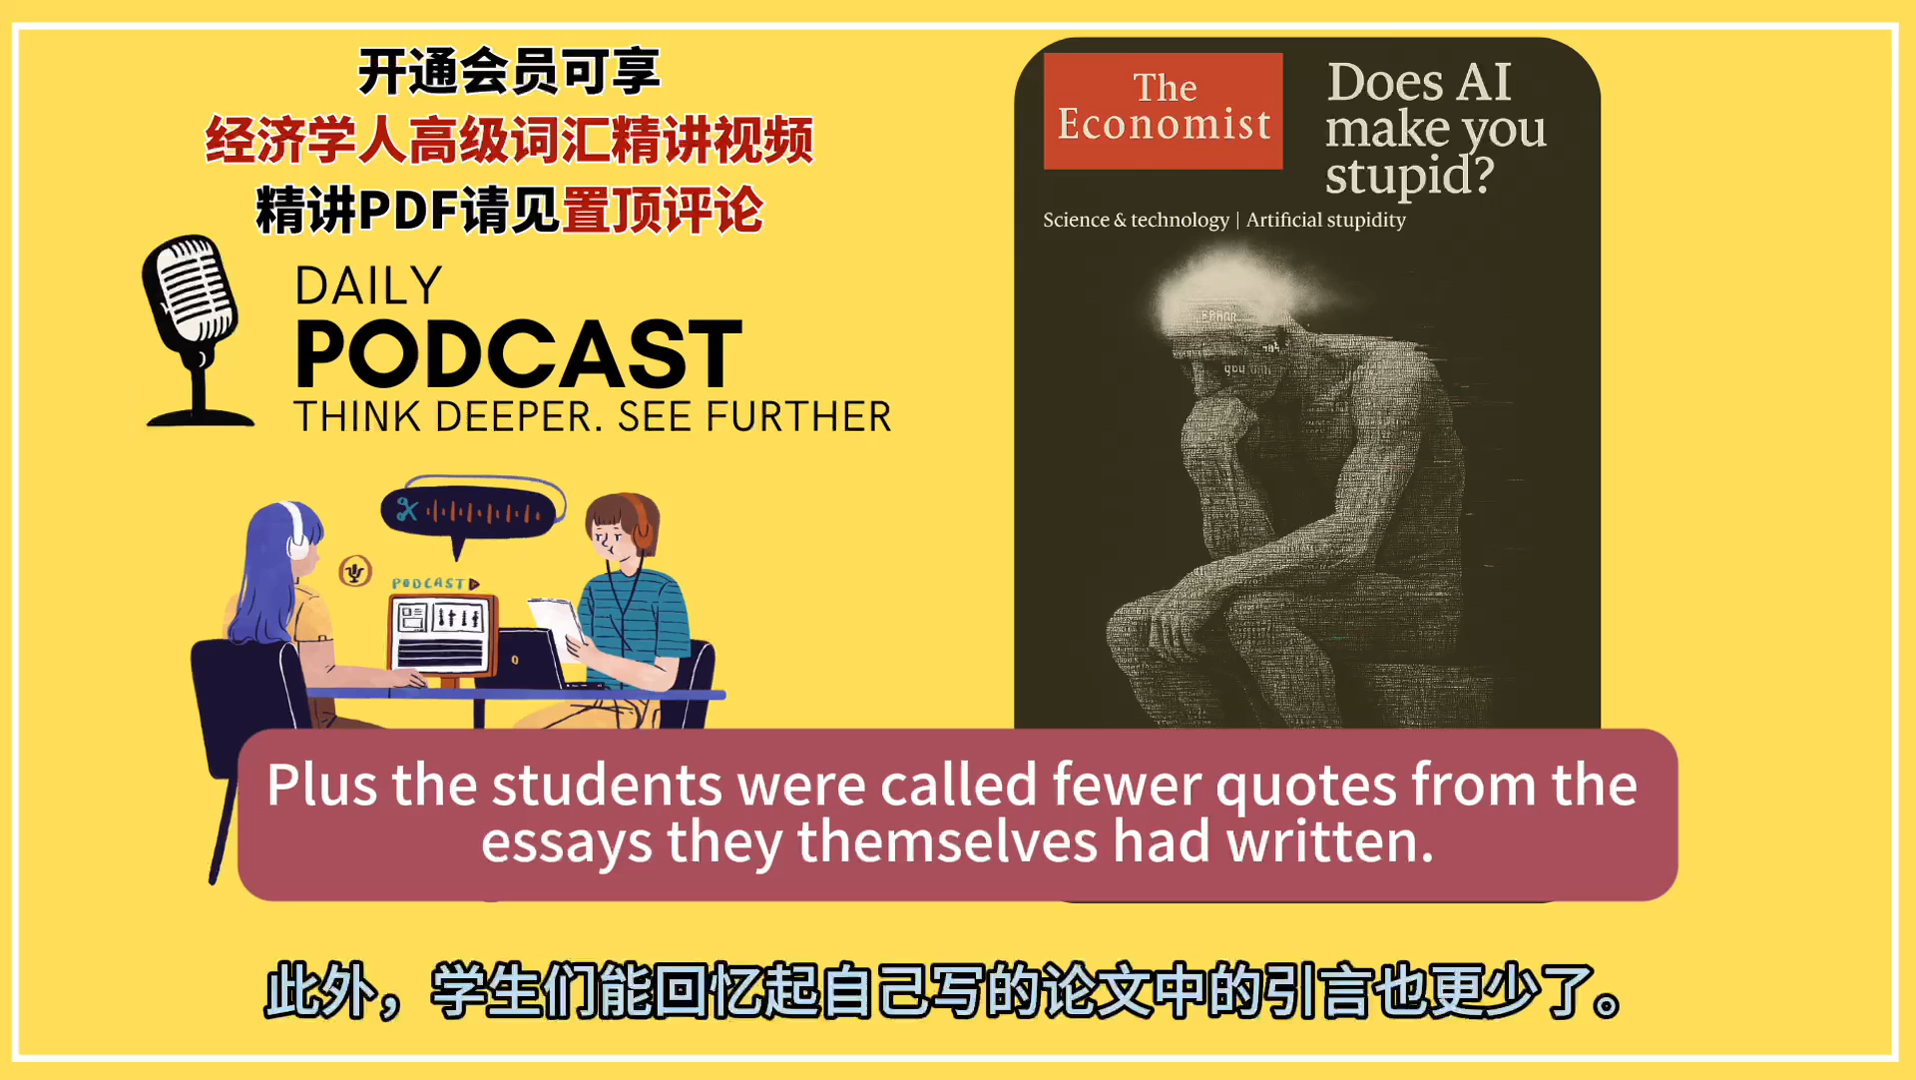 开通会员可享
经济学人高级词汇精讲视频
精讲PDF请见置顶评论
DAILY
PODCAST
THINK DEEPER. SEE FURTHER
PODCAST
The
Economist
Does AI
make you
stupid?
Science & technology | Artificial stupidity
Plus the students were called fewer quotes from the
essays they themselves had written.
此外，学生们能回忆起自己写的论文中的引言也更少了。